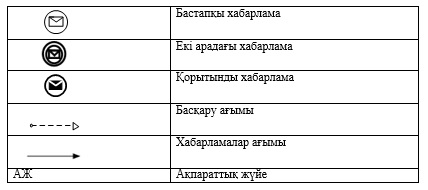 Бастапқы хабарлама
Екі арадағы хабарлама
Қорытынды хабарлама
Басқару ағымы
Хабарламалар ағымы
АЖ Ақпараттық жүйе